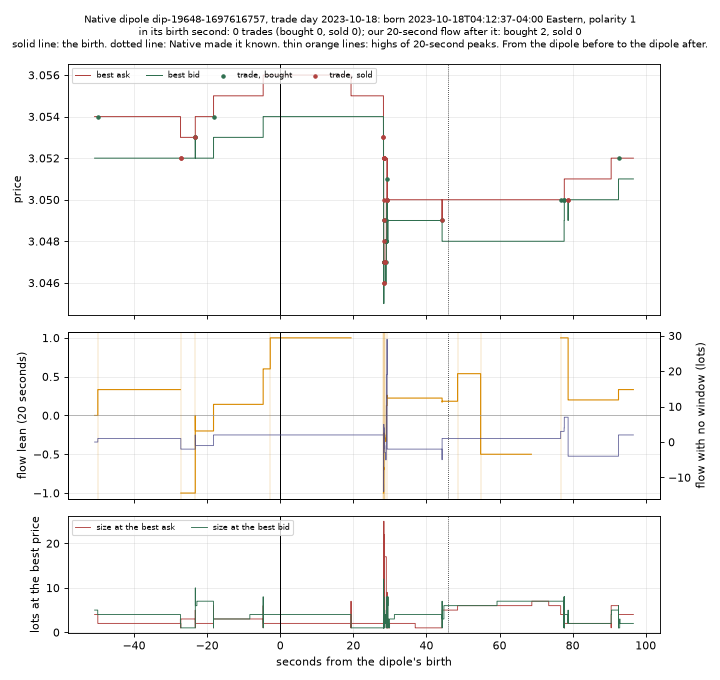 Native dipole dip-19648-1697616757, trade day 2023-10-18: born 2023-10-18T04:12:37-04:00 Eastern, polarity 1
in its birth second: 0 trades (bought 0, sold 0); our 20-second flow after it: bought 2, sold 0
solid line: the birth. dotted line: Native made it known. thin orange lines: highs of 20-second peaks. From the dipole before to the dipole after.
best ask
best bid
trade, bought
trade, sold
3.056
3.054
3.052
3.050
3.048
3.046
price
1.0
0.5
0.0
−0.5
−1.0
flow lean (20 seconds)
30
20
10
0
−10
flow with no window (lots)
size at the best ask
size at the best bid
20
10
0
lots at the best price
−40
−20
0
20
40
60
80
100
seconds from the dipole's birth